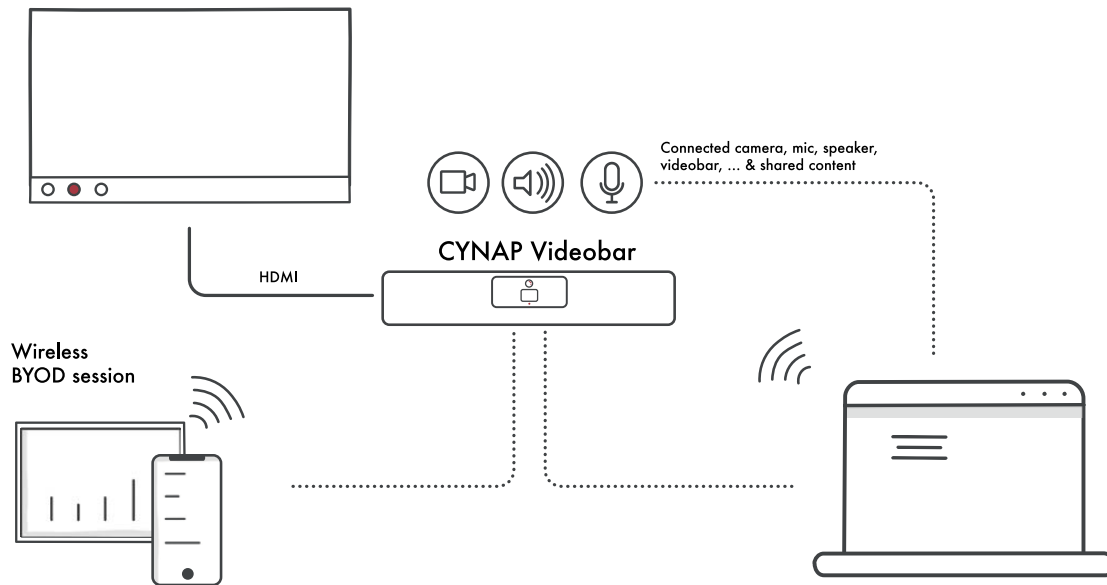 Connected camera, mic, speaker,
videobar, ... & shared content
CYNAP Videobar
HDMI
Wireless
BYOD session